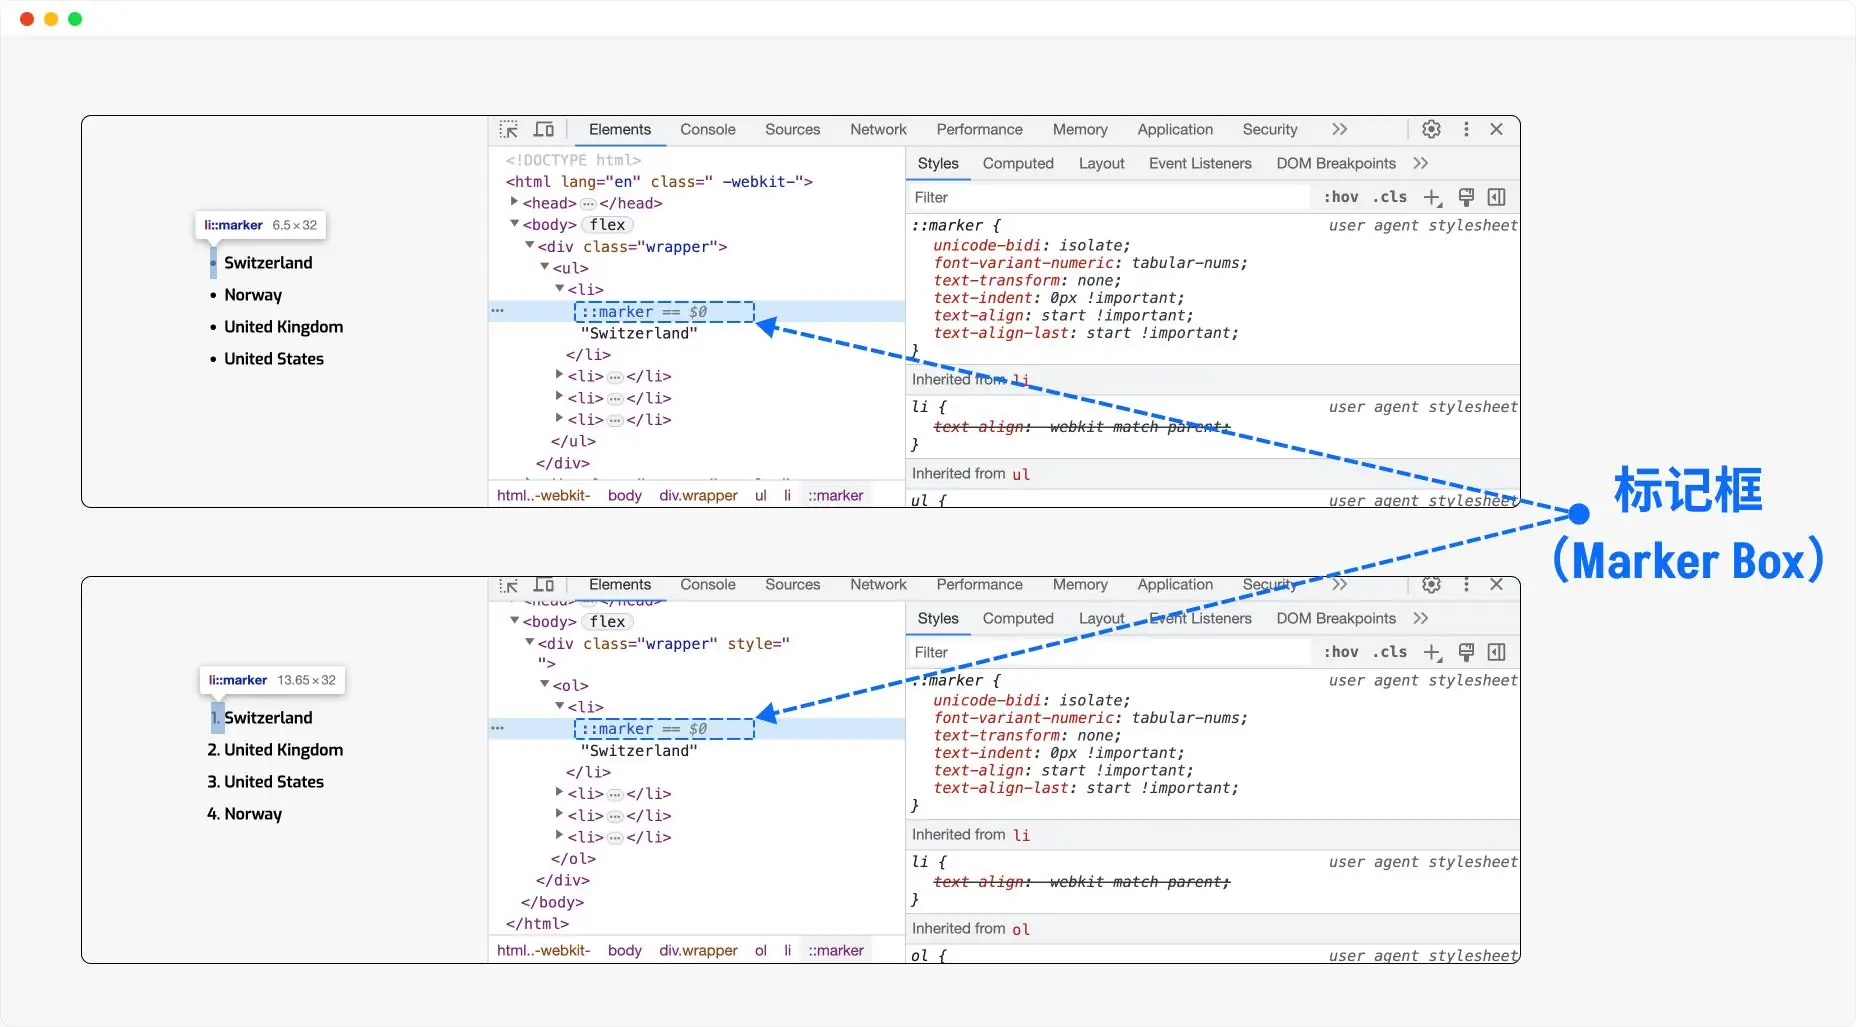 li::marker 6.5×32
• Switzerland
• Norway
• United Kingdom
• United States
Elements Console Sources Network Performance Memory Application Security
<!DOCTYPE html>
<html lang="en" class=" -webkit-">
<head> </head>
<body> flex
<div class="wrapper">
<ul>
<li>
::marker == $0
"Switzerland"
</li>
<li> </li>
<li> </li>
<li> </li>
</ul>
</div>
html..-webkit- body div.wrapper ul li ::marker
Styles Computed Layout Event Listeners DOM Breakpoints
Filter :hov .cls
::marker { user agent stylesheet
unicode-bidi: isolate;
font-variant-numeric: tabular-nums;
text-transform: none;
text-indent: 0px !important;
text-align: start !important;
text-align-last: start !important;
}
Inherited from li
li { user agent stylesheet
text-align: -webkit-match-parent;
}
Inherited from ul
ul { user agent stylesheet
标记框
（Marker Box）
li::marker 13.65×32
1. Switzerland
2. United Kingdom
3. United States
4. Norway
Elements Console Sources Network Performance Memory Application Security
<head> </head>
<body> flex
<div class="wrapper" style="
">
<ol>
<li>
::marker == $0
"Switzerland"
</li>
<li> </li>
<li> </li>
<li> </li>
</ol>
</div>
</body>
</html>
html..-webkit- body div.wrapper ol li ::marker
Styles Computed Layout Event Listeners DOM Breakpoints
Filter :hov .cls
::marker { user agent stylesheet
unicode-bidi: isolate;
font-variant-numeric: tabular-nums;
text-transform: none;
text-indent: 0px !important;
text-align: start !important;
text-align-last: start !important;
}
Inherited from li
li { user agent stylesheet
text-align: -webkit-match-parent;
}
Inherited from ol
ol { user agent stylesheet